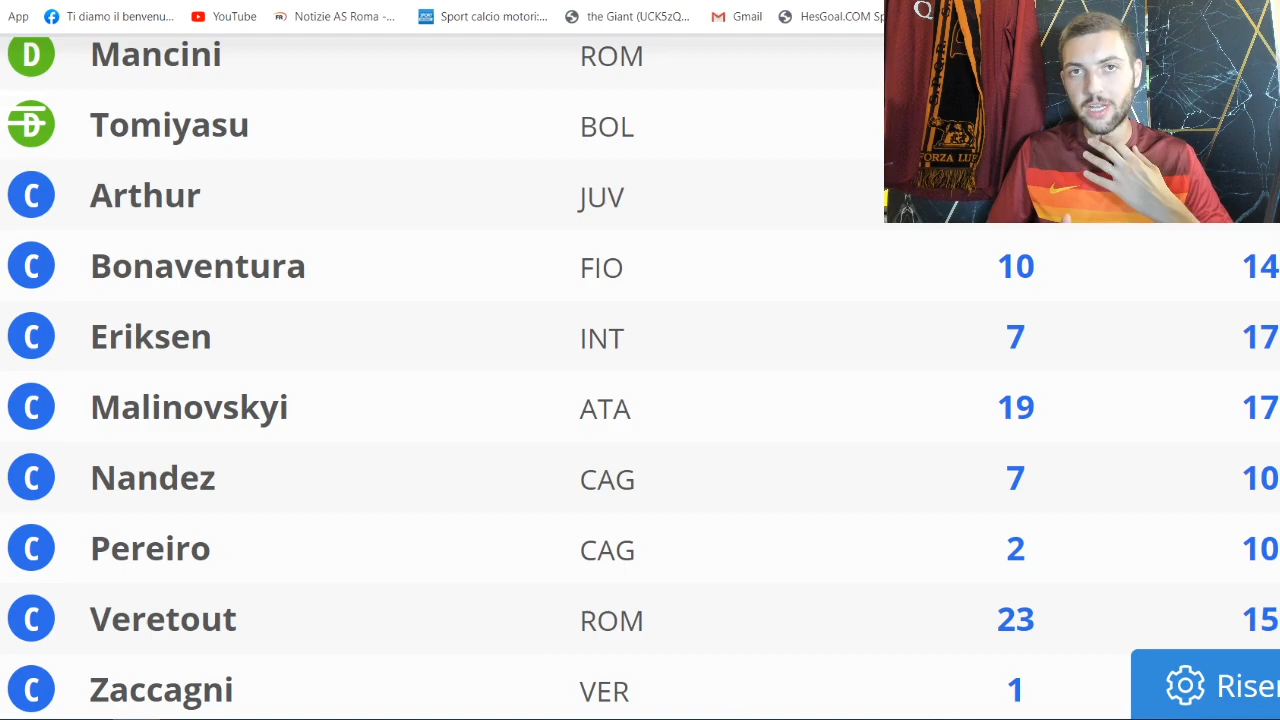 App Ti diamo il benvenu... YouTube Notizie AS Roma -... Sport calcio motori:... the Giant (UCK5zQ... Gmail HesGoal.COM Sp
D Mancini ROM
D Tomiyasu BOL
C Arthur JUV
C Bonaventura FIO 10 14
C Eriksen INT 7 17
C Malinovskyi ATA 19 17
C Nandez CAG 7 10
C Pereiro CAG 2 10
C Veretout ROM 23 15
C Zaccagni VER 1
Riser
FORZA LUP